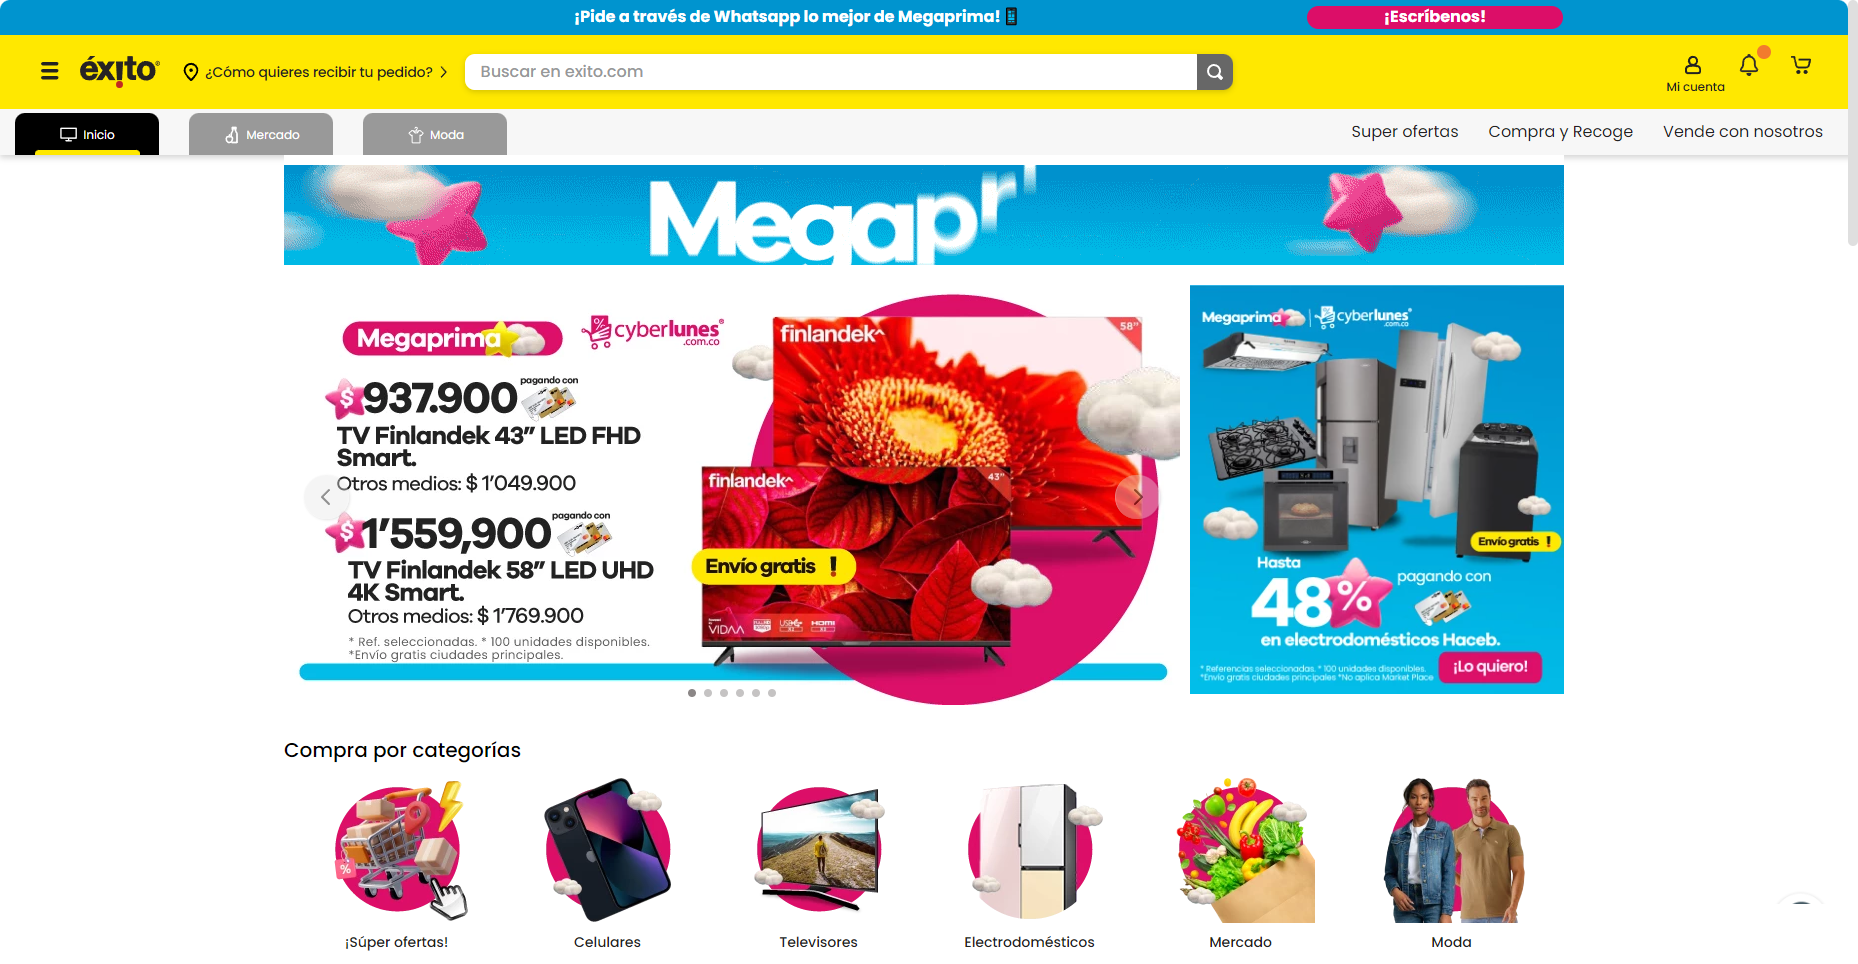 ¡Pide a través de Whatsapp lo mejor de Megaprima!
¡Escríbenos!
éxito
¿Cómo quieres recibir tu pedido?
Buscar en exito.com
Mi cuenta
Inicio
Mercado
Moda
Super ofertas
Compra y Recoge
Vende con nosotros
Megapr
Megaprima
cyberlunes
.com.co
$937.900 pagando con
TV Finlandek 43” LED FHD
Smart.
Otros medios: $ 1’049.900
$1’559,900 pagando con
TV Finlandek 58” LED UHD
4K Smart.
Otros medios: $ 1’769.900
* Ref. seleccionadas. * 100 unidades disponibles.
*Envío gratis ciudades principales.
finlandek
58”
finlandek
43”
Envío gratis !
VIDAA
HDMI
Megaprima
cyberlunes
.com.co
Envío gratis !
Hasta
48% pagando con
en electrodomésticos Haceb.
* Referencias seleccionadas. * 100 unidades disponibles.
*Envío gratis ciudades principales *No aplica Market Place
¡Lo quiero!
Compra por categorías
%
¡Súper ofertas!
Celulares
Televisores
Electrodomésticos
Mercado
Moda